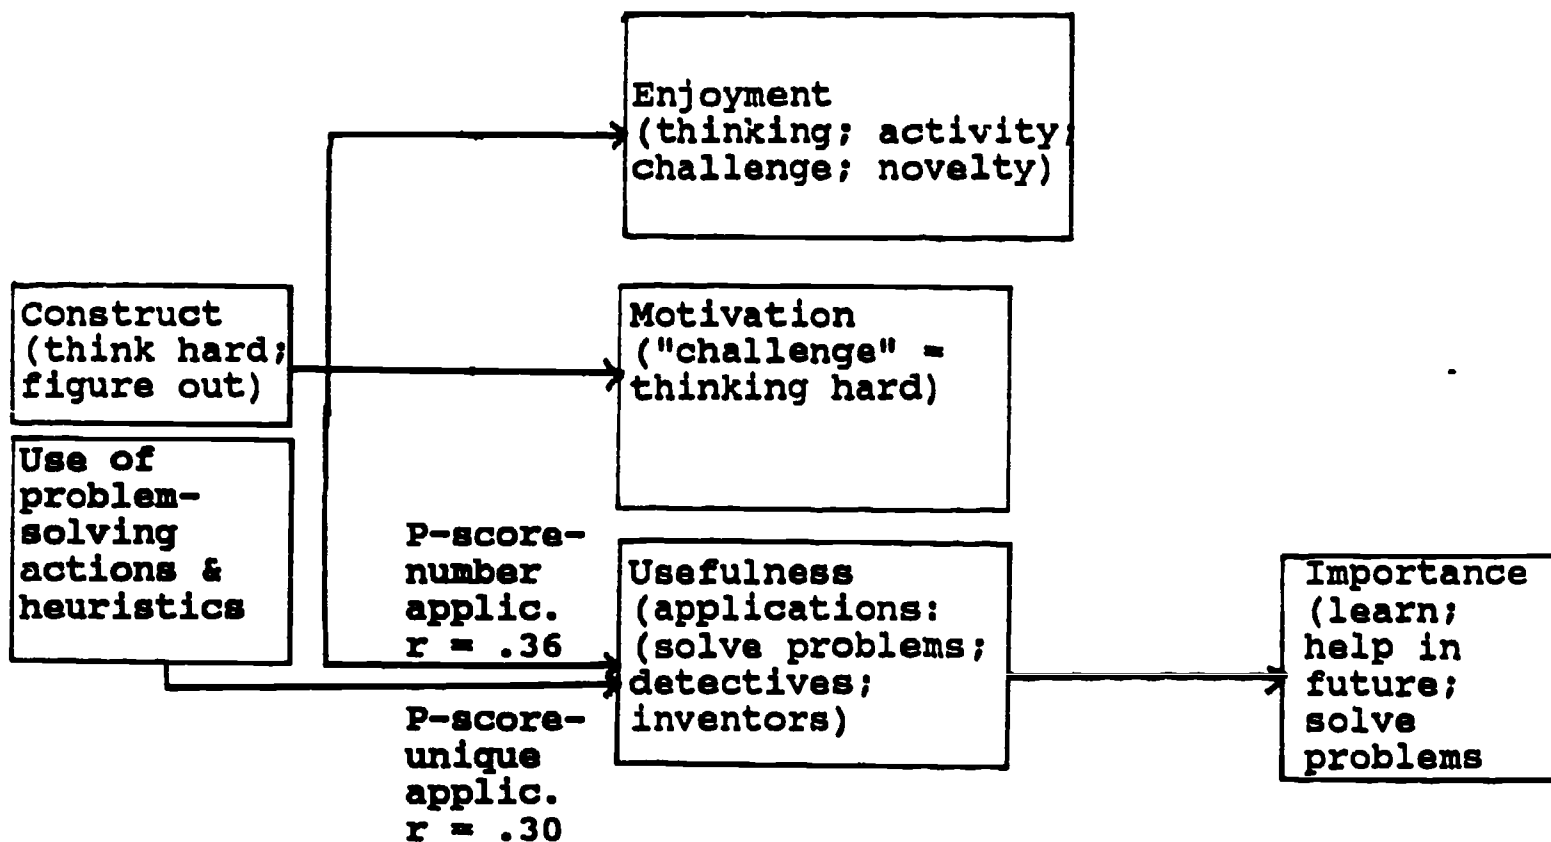 Enjoyment
(thinking; activity;
challenge; novelty)
Construct
(think hard;
figure out)
Motivation
("challenge" =
thinking hard)
Use of
problem-
solving
actions &
heuristics
P-score-
number
applic.
r = .36
Usefulness
(applications:
(solve problems;
detectives;
inventors)
Importance
(learn;
help in
future;
solve
problems
P-score-
unique
applic.
r = .30